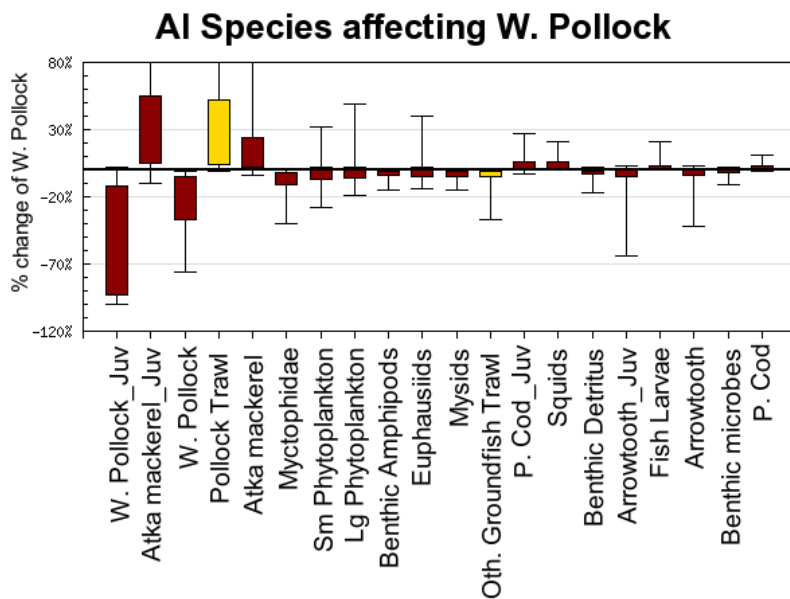 AI Species affecting W. Pollock
% change of W. Pollock
80%
30%
-20%
-70%
-120%
W. Pollock_Juv
Atka mackerel_Juv
W. Pollock
Pollock Trawl
Atka mackerel
Myctophidae
Sm Phytoplankton
Lg Phytoplankton
Benthic Amphipods
Euphausiids
Mysids
Oth. Groundfish Trawl
P. Cod_Juv
Squids
Benthic Detritus
Arrowtooth_Juv
Fish Larvae
Arrowtooth
Benthic microbes
P. Cod